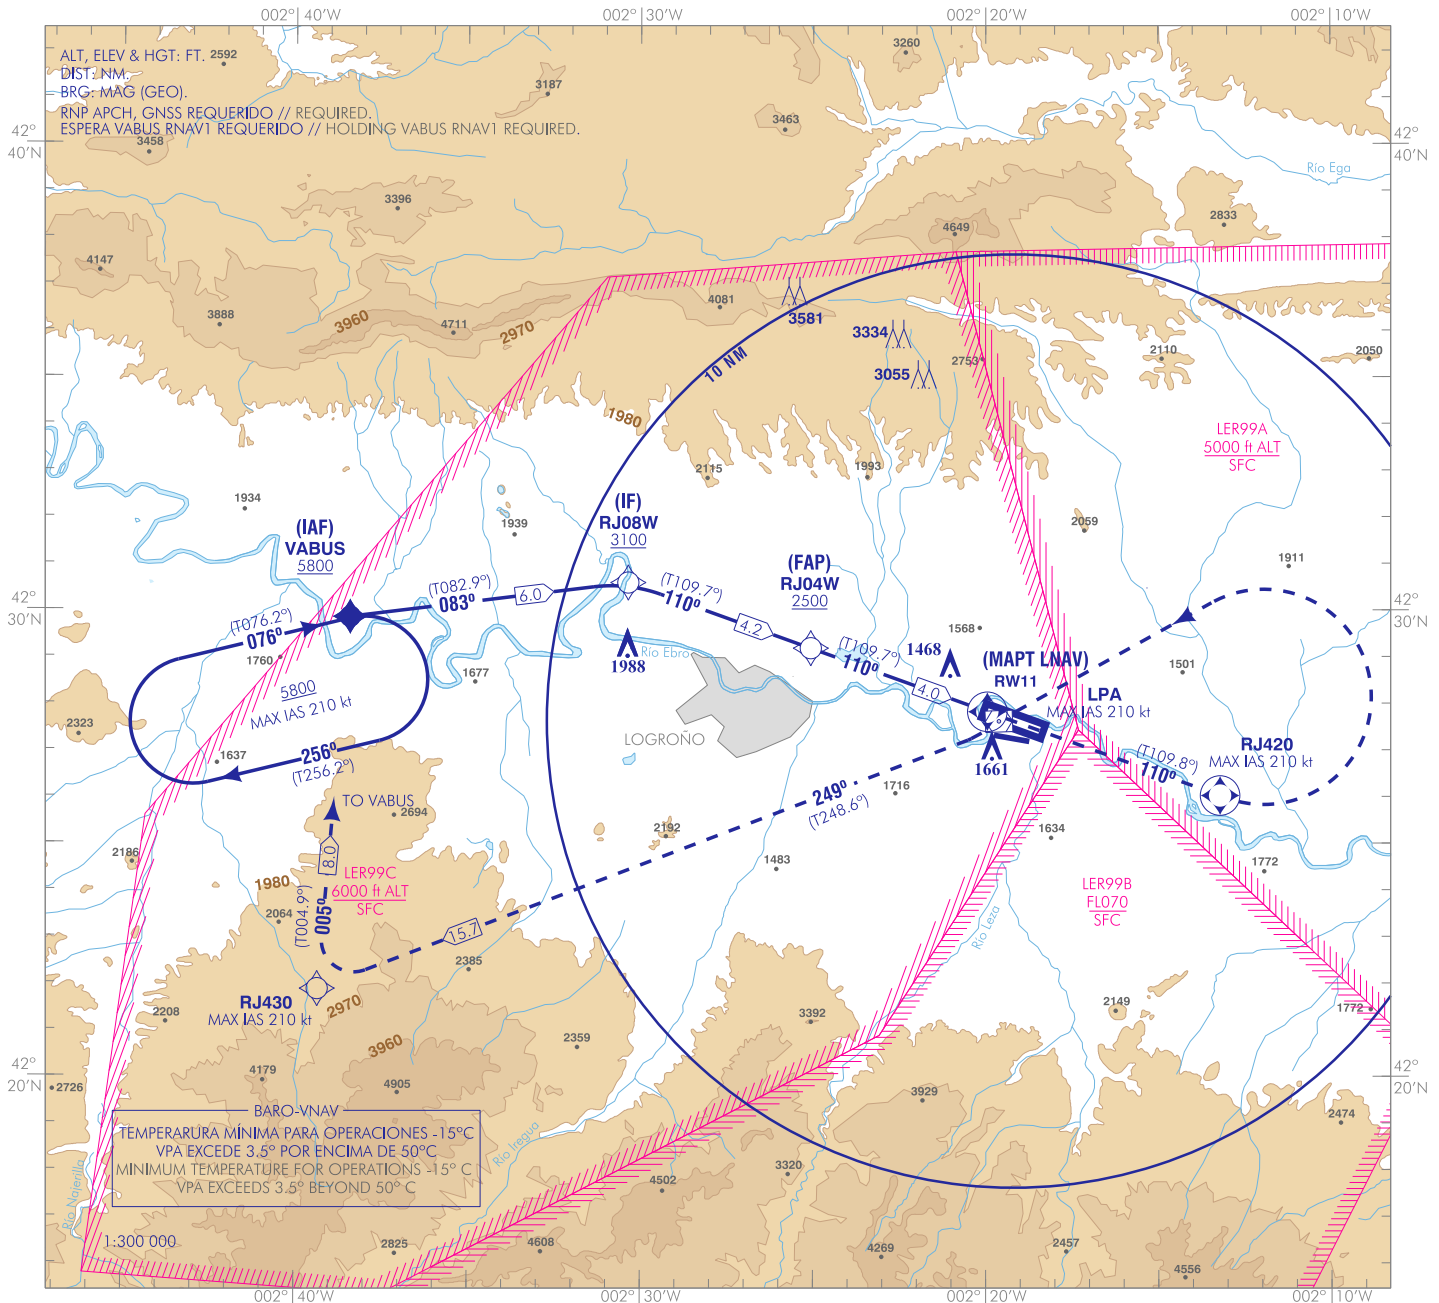 002° 40'W
002° 30'W
002° 20'W
002° 10'W
ALT, ELEV & HGT: FT.
DIST: NM.
BRG: MAG (GEO).
RNP APCH, GNSS REQUERIDO // REQUIRED.
ESPERA VABUS RNAV1 REQUERIDO // HOLDING VABUS RNAV1 REQUIRED.
2592
3260
3187
3463
42°
40'N
3458
42°
40'N
Río Ega
3396
2833
4649
4147
4081
3581
3888
3960
4711
2970
3334
2753
2110
2050
10 NM
3055
1980
LER99A
5000 ft ALT
SFC
2115
1993
1934
1939
2059
1911
(IAF)
VABUS
5800
(IF)
RJ08W
3100
(FAP)
RJ04W
2500
(T082.9°)
083°
6.0
(T109.7°)
110°
4.2
42°
30'N
42°
30'N
(T076.2°)
076°
1760
1988
Río Ebro
1568
1468
(T109.7°)
110°
4.0
(MAPT LNAV)
RW11
LPA
MAX IAS 210 kt
1501
1677
5800
MAX IAS 210 kt
2323
1637
256°
(T256.2°)
LOGROÑO
1661
RJ420
MAX IAS 210 kt
(T109.8°)
110°
TO VABUS
2694
249°
(T248.6°)
1716
2192
1634
1483
1772
2186
8.0
LER99C
6000 ft ALT
SFC
LER99B
FL070
SFC
1980
2064
(T004.9°)
005°
15.7
Río Leza
2385
RJ430
MAX IAS 210 kt
2970
2208
3392
2149
1772
2359
3960
42°
20'N
42°
20'N
4179
2726
4905
3929
2474
BARO-VNAV
TEMPERARURA MÍNIMA PARA OPERACIONES -15°C
VPA EXCEDE 3.5° POR ENCIMA DE 50°C
MINIMUM TEMPERATURE FOR OPERATIONS -15° C
VPA EXCEEDS 3.5° BEYOND 50° C
Río Iregua
Río Najerilla
3320
4502
1:300 000
2825
4608
4269
2457
4556
002° 40'W
002° 30'W
002° 20'W
002° 10'W